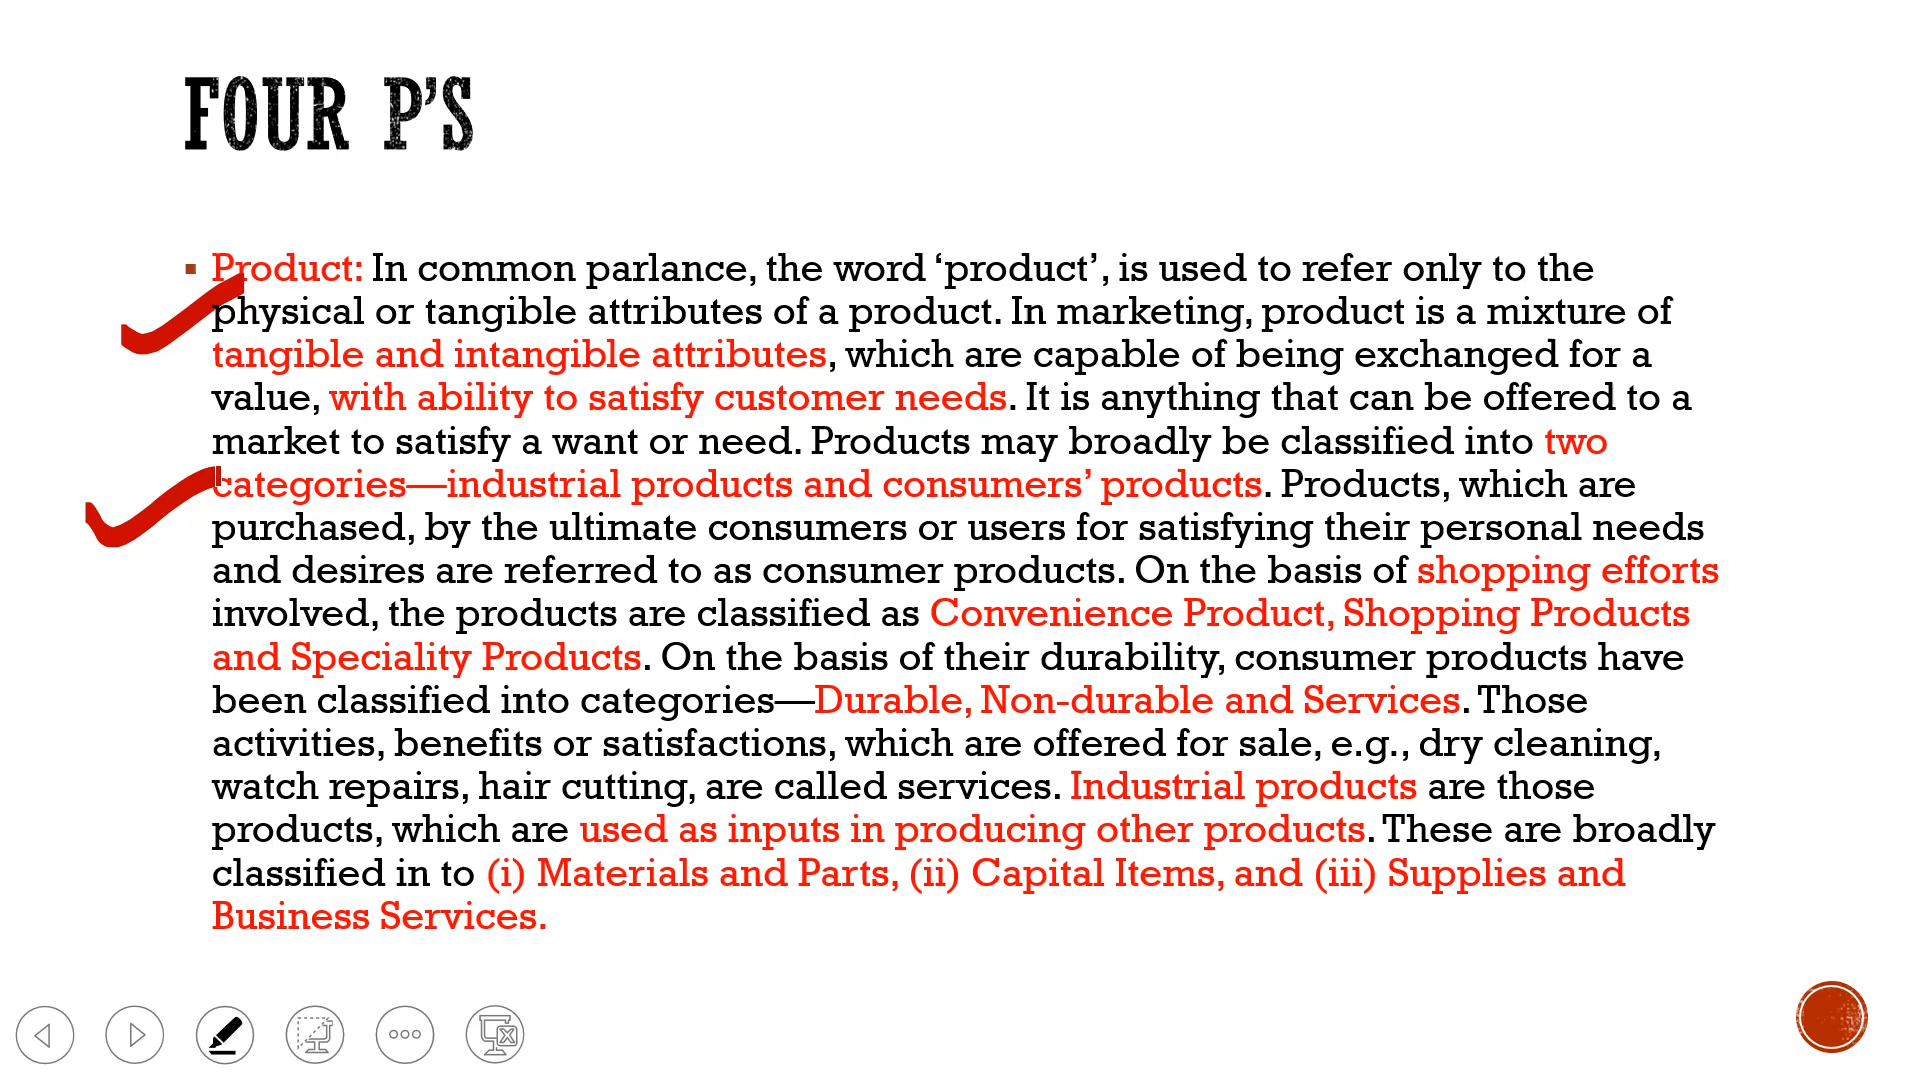 FOUR P’S
▪ Product: In common parlance, the word ‘product’, is used to refer only to the
physical or tangible attributes of a product. In marketing, product is a mixture of
tangible and intangible attributes, which are capable of being exchanged for a
value, with ability to satisfy customer needs. It is anything that can be offered to a
market to satisfy a want or need. Products may broadly be classified into two
categories—industrial products and consumers’ products. Products, which are
purchased, by the ultimate consumers or users for satisfying their personal needs
and desires are referred to as consumer products. On the basis of shopping efforts
involved, the products are classified as Convenience Product, Shopping Products
and Speciality Products. On the basis of their durability, consumer products have
been classified into categories—Durable, Non-durable and Services. Those
activities, benefits or satisfactions, which are offered for sale, e.g., dry cleaning,
watch repairs, hair cutting, are called services. Industrial products are those
products, which are used as inputs in producing other products. These are broadly
classified in to (i) Materials and Parts, (ii) Capital Items, and (iii) Supplies and
Business Services.